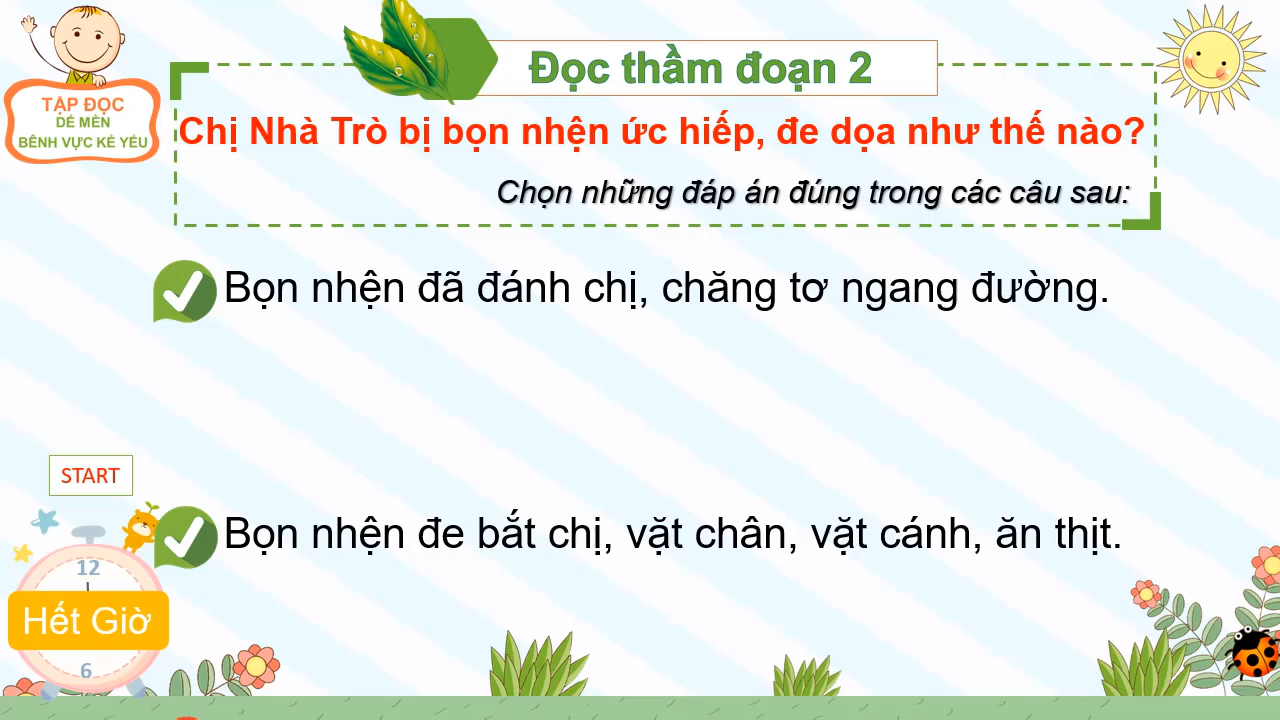 TẬP ĐỌC
DẾ MÈN
BÊNH VỰC KẺ YẾU
Đọc thầm đoạn 2
Chị Nhà Trò bị bọn nhện ức hiếp, đe dọa như thế nào?
Chọn những đáp án đúng trong các câu sau:
Bọn nhện đã đánh chị, chăng tơ ngang đường.
START
Bọn nhện đe bắt chị, vặt chân, vặt cánh, ăn thịt.
12
Hết Giờ
6